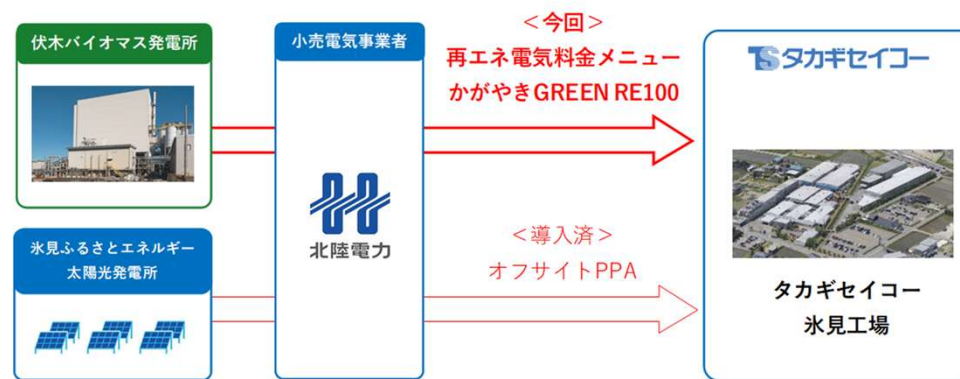 伏木バイオマス発電所
小売電気事業者
＜今回＞
再エネ電気料金メニュー
かがやきGREEN RE100
TSタカギセイコー
北陸電力
氷見ふるさとエネルギー
太陽光発電所
＜導入済＞
オフサイトPPA
タカギセイコー
氷見工場